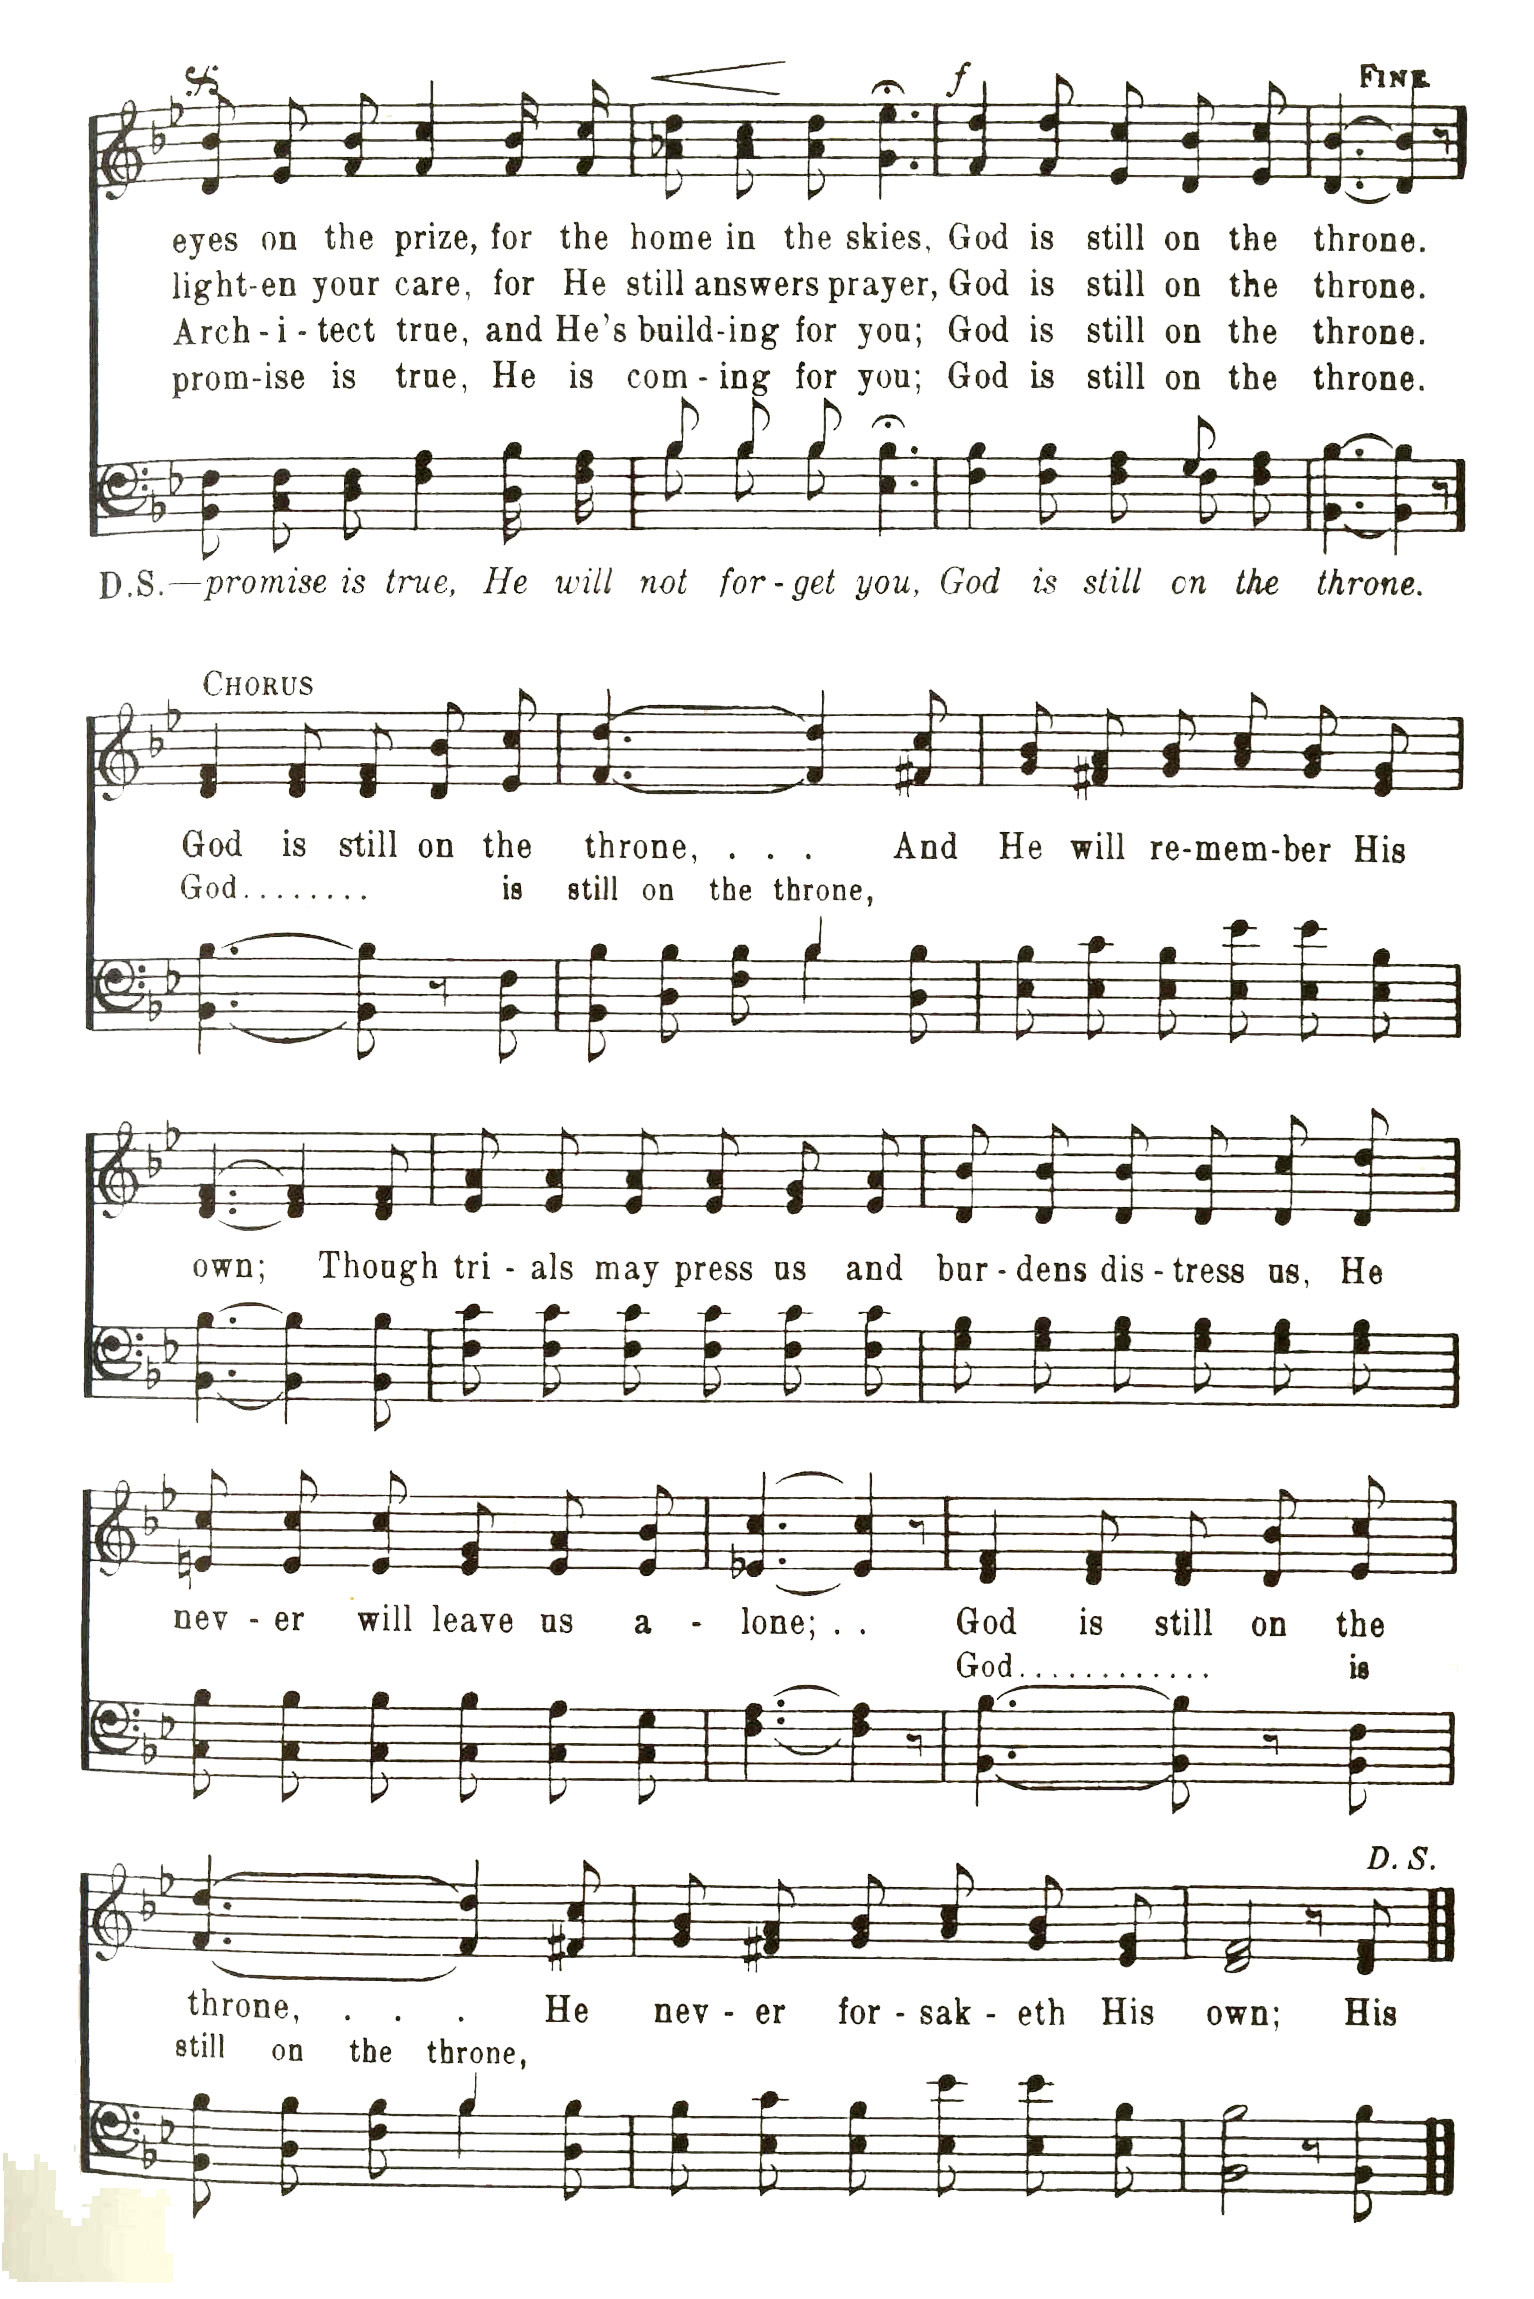 f FINE
eyes on the prize, for the home in the skies, God is still on the throne.
light-en your care, for He still answers prayer, God is still on the throne.
Arch - i - tect true, and He's build-ing for you; God is still on the throne.
prom-ise is true, He is com - ing for you; God is still on the throne.
D.S.—promise is true, He will not for - get you, God is still on the throne.
CHORUS
God is still on the throne, . . . And He will re-mem-ber His
God........ is still on the throne,
own; Though tri - als may press us and bur - dens dis - tress us, He
nev - er will leave us a - lone; . . God is still on the
God............ is
D. S.
throne, . . . He nev - er for - sak - eth His own; His
still on the throne,